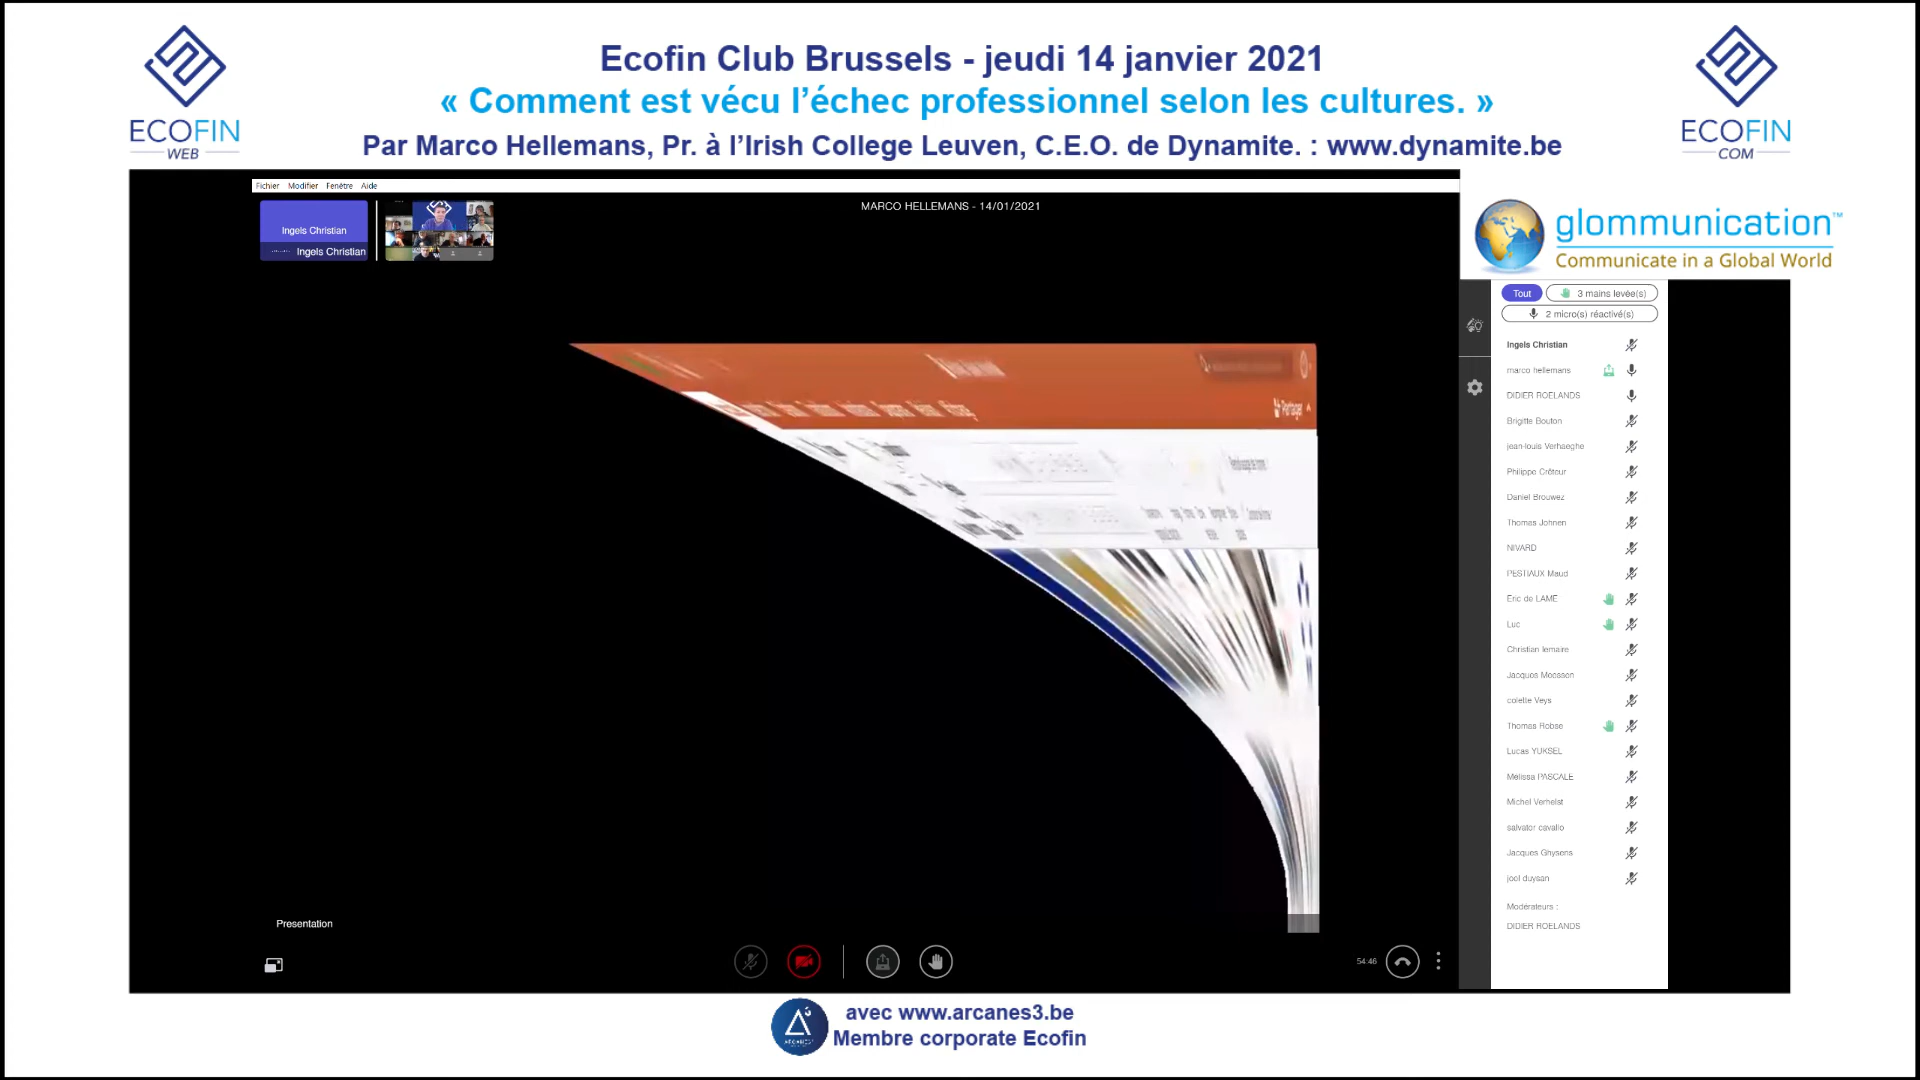 Ecofin Club Brussels - jeudi 14 janvier 2021
« Comment est vécu l’échec professionnel selon les cultures. »
Par Marco Hellemans, Pr. à l’Irish College Leuven, C.E.O. de Dynamite. : www.dynamite.be
ECOFIN
WEB
ECOFIN
COM
Fichier Modifier Fenêtre Aide
MARCO HELLEMANS - 14/01/2021
Ingels Christian
Ingels Christian
glommunication™
Communicate in a Global World
Tout
3 mains levée(s)
2 micro(s) réactivé(s)
Ingels Christian
marco hellemans
DIDIER ROELANDS
Brigitte Bouton
jean-louis Verhaeghe
Philippe Crêteur
Daniel Brouwez
Thomas Johnen
NIVARD
PESTIAUX Maud
Eric de LAME
Luc
Christian lemaire
Jacques Moessen
colette Veys
Thomas Robse
Lucas YUKSEL
Melissa PASCALE
Michel Verhelst
salvator cavallo
Jacques Ghysens
joel duysan
Modérateurs :
DIDIER ROELANDS
Partager
Presentation
54:46
ARCANES
avec www.arcanes3.be
Membre corporate Ecofin